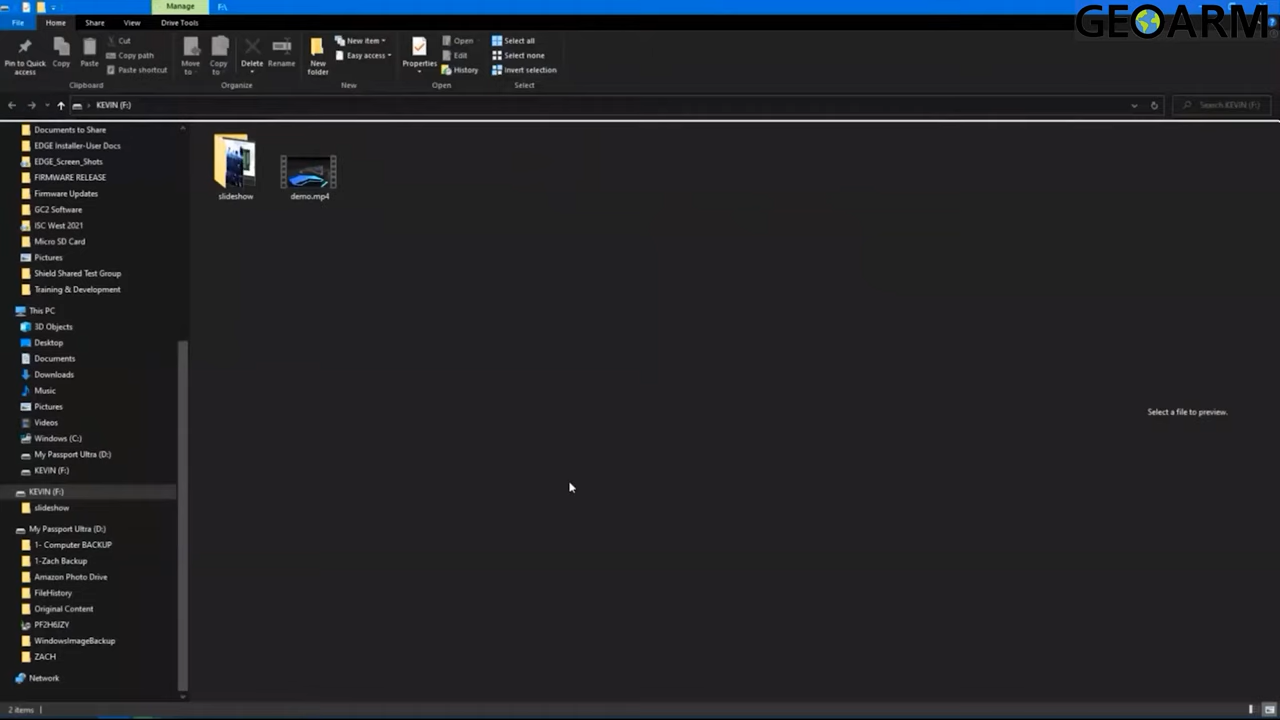 Manage
F:\
GEOARM
File
Home
Share
View
Drive Tools
Pin to Quick access
Copy
Paste
Cut
Copy path
Paste shortcut
Clipboard
Move to
Copy to
Delete
Rename
Organize
New folder
New item
Easy access
New
Properties
Open
Edit
History
Open
Select all
Select none
Invert selection
Select
KEVIN (F:)
Search KEVIN (F:)
Documents to Share
EDGE Installer-User Docs
EDGE_Screen_Shots
FIRMWARE RELEASE
Firmware Updates
GC2 Software
ISC West 2021
Micro SD Card
Pictures
Shield Shared Test Group
Training & Development
This PC
3D Objects
Desktop
Documents
Downloads
Music
Pictures
Videos
Windows (C:)
My Passport Ultra (D:)
KEVIN (F:)
KEVIN (F:)
slideshow
My Passport Ultra (D:)
1- Computer BACKUP
1-Zach Backup
Amazon Photo Drive
FileHistory
Original Content
PF2H6JZY
WindowsImageBackup
ZACH
Network
slideshow
demo.mp4
Select a file to preview.
2 items